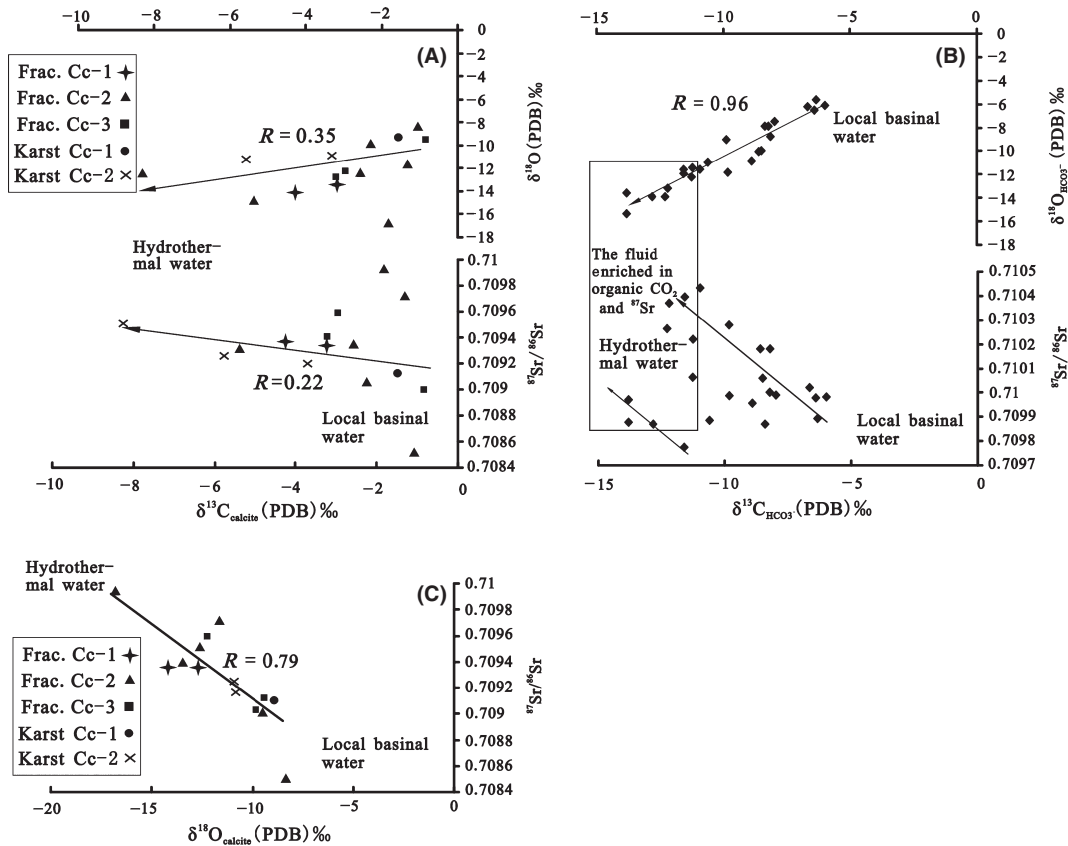 −10 −8 −6 −4 −2 0
(A)
0
−2
−4
−6
−8
−10
−12
−14
−16
−18
δ¹⁸O(PDB)‰
Frac. Cc−1
Frac. Cc−2
Frac. Cc−3
Karst Cc−1
Karst Cc−2
R = 0.35
Hydrother−
mal water
0.71
0.7098
0.7096
0.7094
0.7092
0.709
0.7088
0.7086
0.7084
⁸⁷Sr/⁸⁶Sr
R=0.22
Local basinal
water
−10 −8 −6 −4 −2 0
δ¹³Ccalcite(PDB)‰
−15 −10 −5 0
(B)
0
−2
−4
−6
−8
−10
−12
−14
−16
−18
δ¹⁸OHCO3⁻ (PDB)‰
R = 0.96
Local basinal
water
The fluid
enriched in
organic CO₂
and ⁸⁷Sr
Hydrother−
mal water
0.7105
0.7104
0.7103
0.7102
0.7101
0.71
0.7099
0.7098
0.7097
⁸⁷Sr/⁸⁶Sr
Local basinal
water
−15 −10 −5 0
δ¹³CHCO3⁻(PDB)‰
Hydrother−
mal water
(C)
0.71
0.7098
0.7096
0.7094
0.7092
0.709
0.7088
0.7086
0.7084
⁸⁷Sr/⁸⁶Sr
Frac. Cc−1
Frac. Cc−2
Frac. Cc−3
Karst Cc−1
Karst Cc−2
R = 0.79
Local basinal
water
−20 −15 −10 −5 0
δ¹⁸Ocalcite(PDB)‰